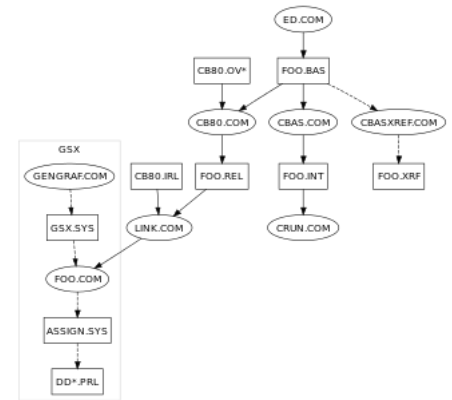 ED.COM
CB80.OV*
FOO.BAS
CB80.COM
CBAS.COM
CBASXREF.COM
GSX
GENGRAF.COM
CB80.IRL
FOO.REL
FOO.INT
FOO.XRF
GSX.SYS
LINK.COM
CRUN.COM
FOO.COM
ASSIGN.SYS
DD*.PRL